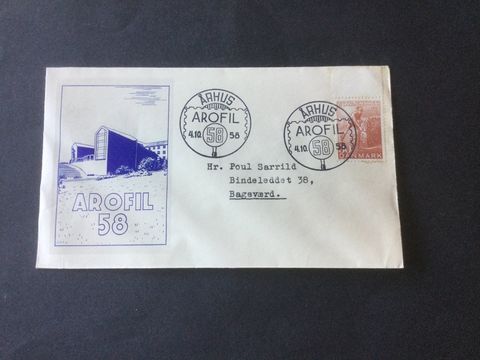 ÅRHUS
AROFIL
4.10. 58 58
ÅRHUS
AROFIL
4.10. 58 58
DANMARK
Hr. Poul Sarrild
Bindeleddet 38,
Bagsværd.
AROFIL
58